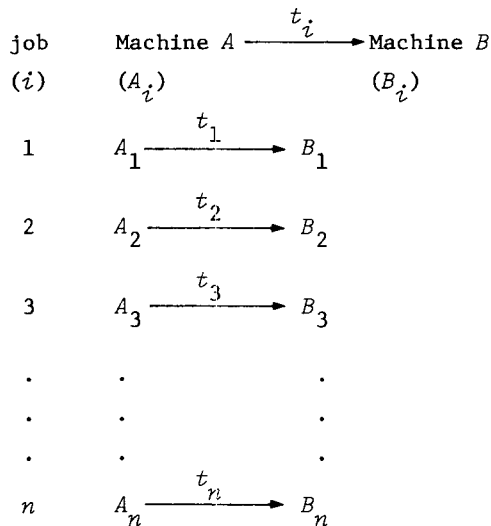 job Machine A t_i Machine B
(i) (A_i) (B_i)
1 A_1 t_1 B_1
2 A_2 t_2 B_2
3 A_3 t_3 B_3
. . .
. . .
. . .
n A_n t_n B_n